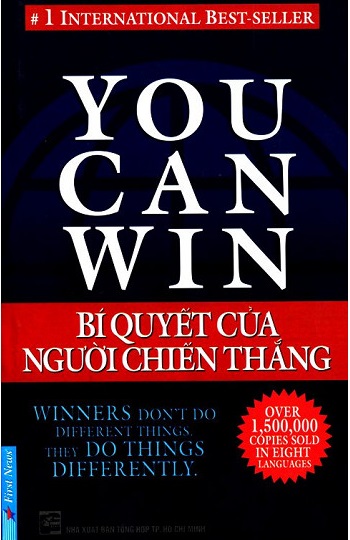 # 1 INTERNATIONAL BEST-SELLER
YOU
CAN
WIN
BÍ QUYẾT CỦA
NGƯỜI CHIẾN THẮNG
WINNERS DON'T DO
DIFFERENT THINGS.
THEY DO THINGS
DIFFERENTLY.
OVER
1,500,000
COPIES SOLD
IN EIGHT
LANGUAGES
First News
NHÀ XUẤT BẢN TỔNG HỢP TP. HỒ CHÍ MINH